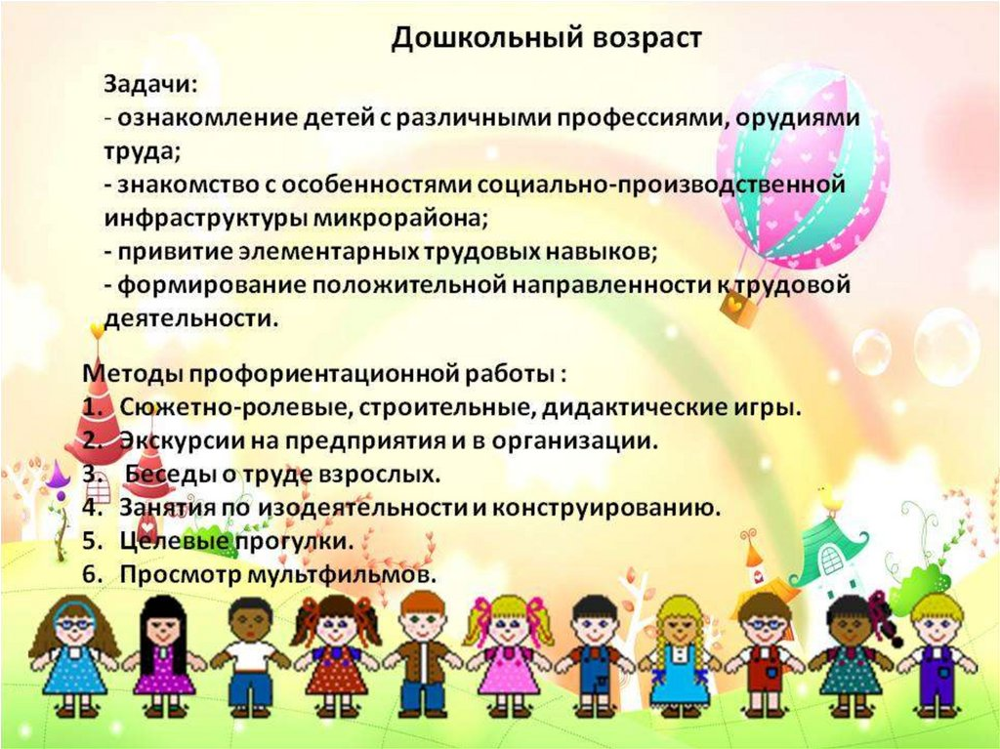 Дошкольный возраст
Задачи:
- ознакомление детей с различными профессиями, орудиями
труда;
- знакомство с особенностями социально-производственной
инфраструктуры микрорайона;
- привитие элементарных трудовых навыков;
- формирование положительной направленности к трудовой
деятельности.
Методы профориентационной работы :
1. Сюжетно-ролевые, строительные, дидактические игры.
2. Экскурсии на предприятия и в организации.
3. Беседы о труде взрослых.
4. Занятия по изодеятельности и конструированию.
5. Целевые прогулки.
6. Просмотр мультфильмов.